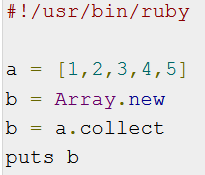 #!/usr/bin/ruby
a = [1,2,3,4,5]
b = Array.new
b = a.collect
puts b